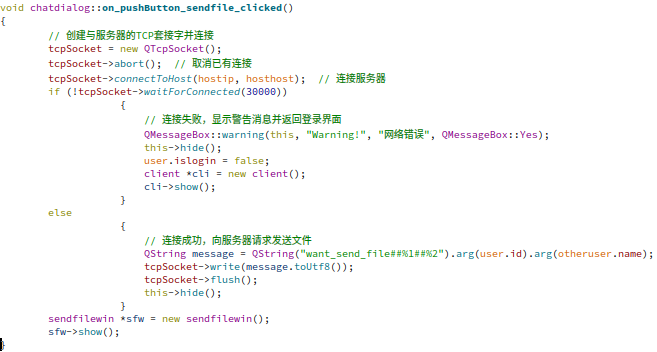 void chatdialog::on_pushButton_sendfile_clicked()
{
// 创建与服务器的TCP套接字并连接
tcpSocket = new QTcpSocket();
tcpSocket->abort();  // 取消已有连接
tcpSocket->connectToHost(hostip, hosthost);  // 连接服务器
if (!tcpSocket->waitForConnected(30000))
{
// 连接失败，显示警告消息并返回登录界面
QMessageBox::warning(this, "Warning!", "网络错误", QMessageBox::Yes);
this->hide();
user.islogin = false;
client *cli = new client();
cli->show();
}
else
{
// 连接成功，向服务器请求发送文件
QString message = QString("want_send_file##%1##%2").arg(user.id).arg(otheruser.name);
tcpSocket->write(message.toUtf8());
tcpSocket->flush();
this->hide();
}
sendfilewin *sfw = new sendfilewin();
sfw->show();
}